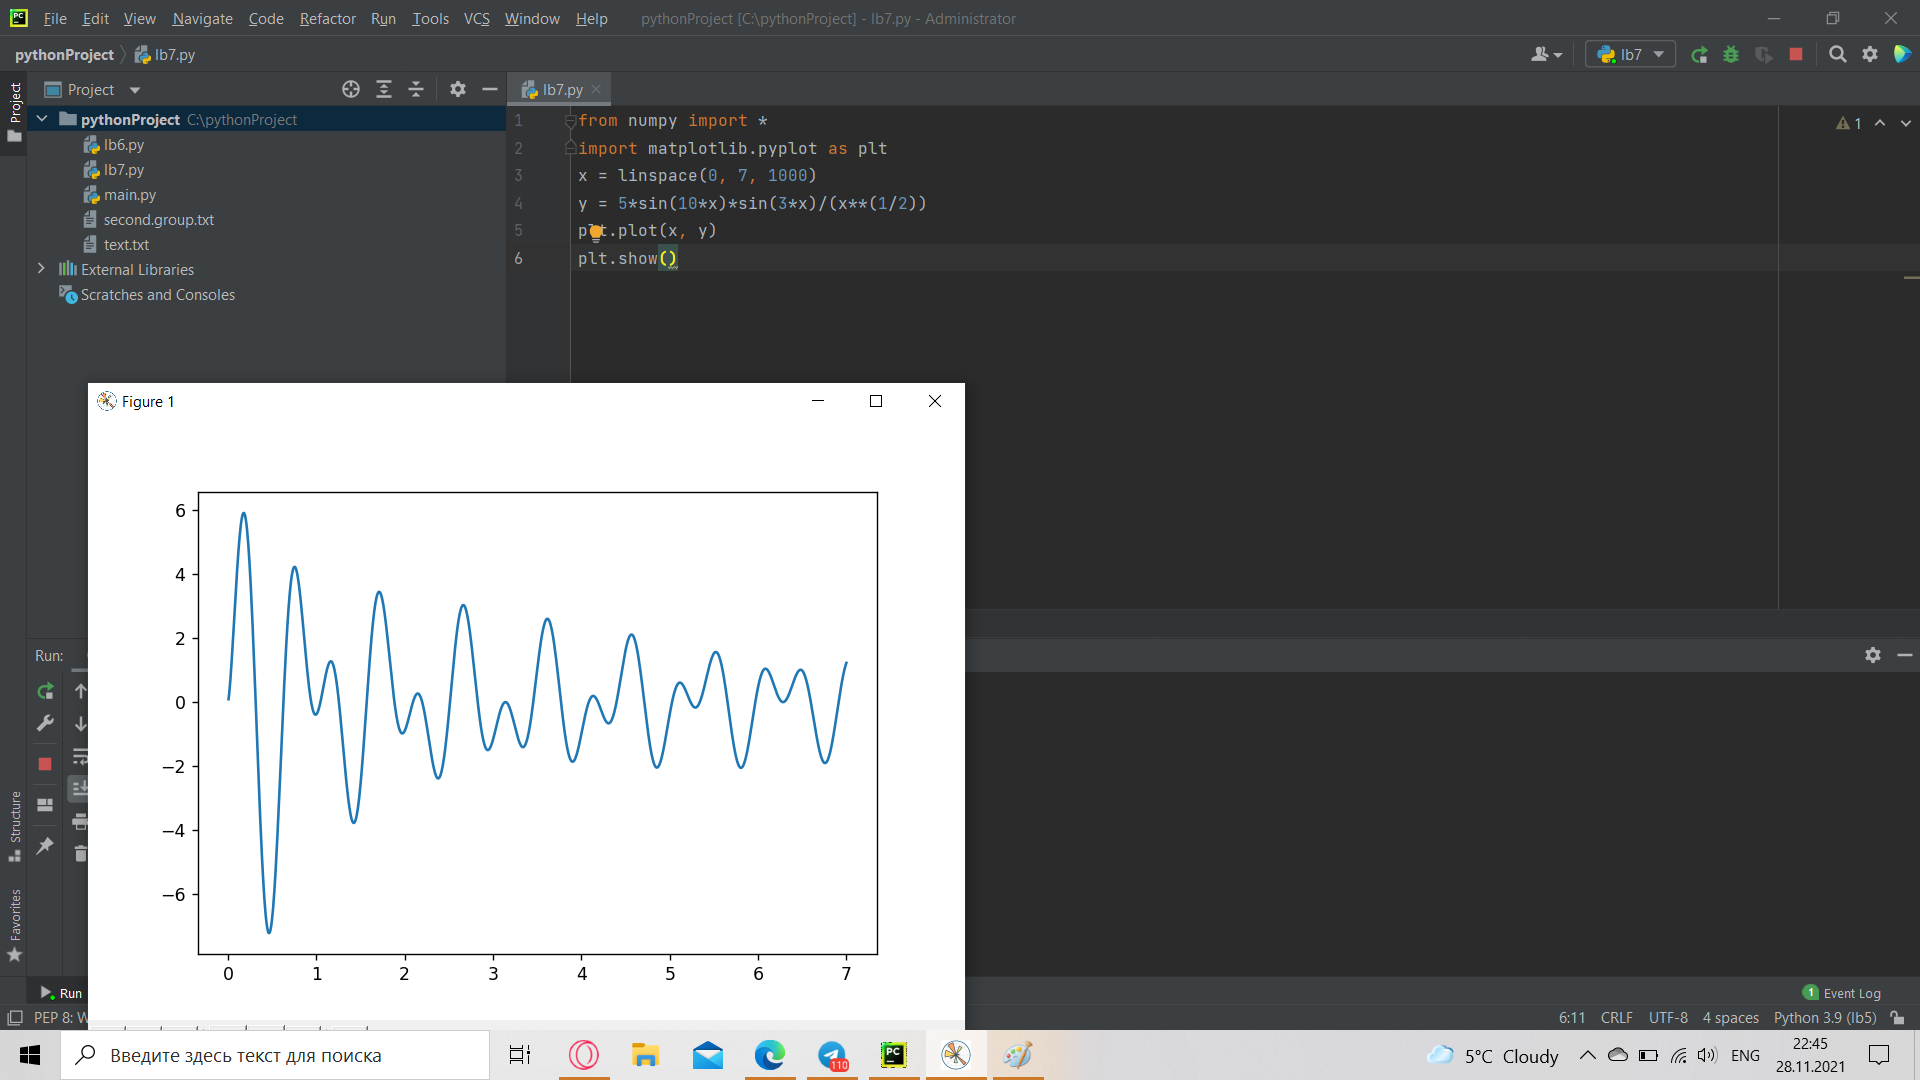 File Edit View Navigate Code Refactor Run Tools VCS Window Help pythonProject [C:\pythonProject] - lb7.py - Administrator
pythonProject lb7.py
lb7
Project
Project
lb7.py
pythonProject C:\pythonProject
lb6.py
lb7.py
main.py
second.group.txt
text.txt
External Libraries
Scratches and Consoles
1 from numpy import *
2 import matplotlib.pyplot as plt
3 x = linspace(0, 7, 1000)
4 y = 5*sin(10*x)*sin(3*x)/(x**(1/2))
5 plt.plot(x, y)
6 plt.show()
1
Figure 1
6
4
2
0
−2
−4
−6
0 1 2 3 4 5 6 7
Run:
Structure
Favorites
Run
1 Event Log
PEP 8:
6:11 CRLF UTF-8 4 spaces Python 3.9 (lb5)
Введите здесь текст для поиска
110
PC
5°C Cloudy
ENG
22:45
28.11.2021